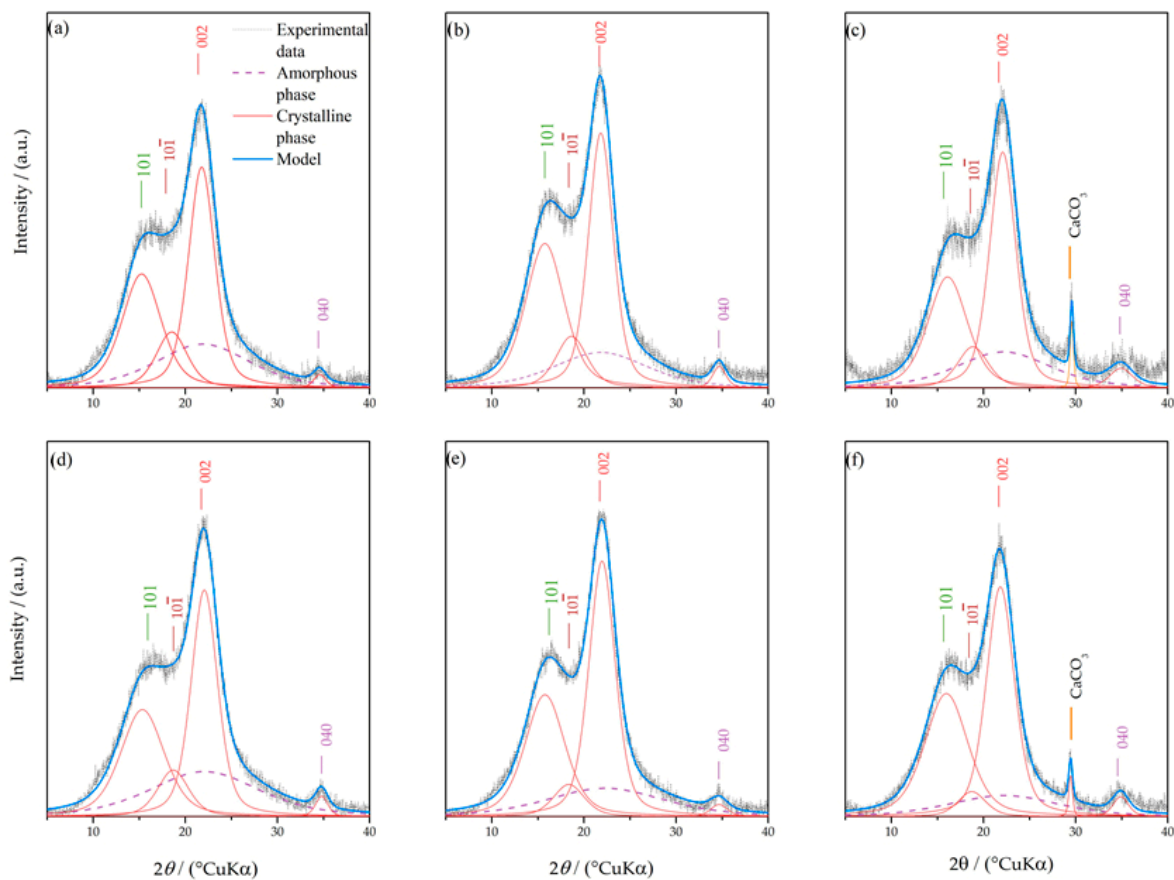 (a)
002
101
101̄
040
Experimental
data
Amorphous
phase
Crystalline
phase
Model
Intensity / (a.u.)
10
20
30
40
(b)
002
101
101̄
040
10
20
30
40
(c)
002
101
101̄
CaCO₃
040
10
20
30
40
(d)
002
101
101̄
040
Intensity / (a.u.)
10
20
30
40
2θ / (°CuKα)
(e)
002
101
101̄
040
10
20
30
40
2θ / (°CuKα)
(f)
002
101
101̄
CaCO₃
040
10
20
30
40
2θ / (°CuKα)